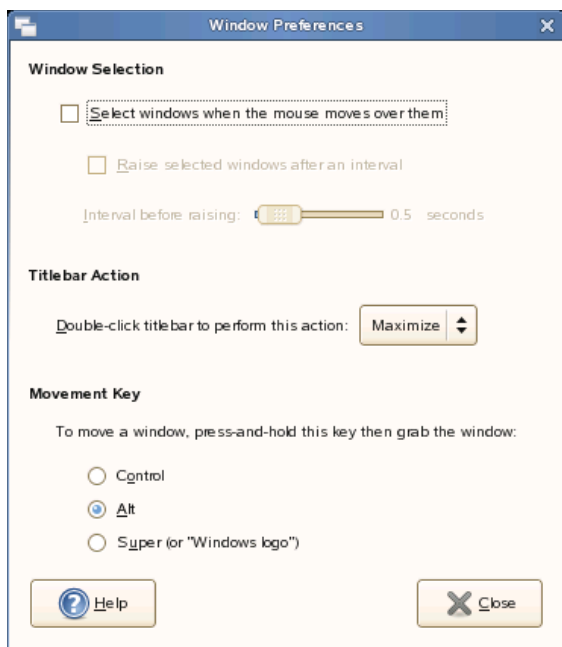 Window Preferences
Window Selection
Select windows when the mouse moves over them
Raise selected windows after an interval
Interval before raising: 0.5 seconds
Titlebar Action
Double-click titlebar to perform this action: Maximize
Movement Key
To move a window, press-and-hold this key then grab the window:
Control
Alt
Super (or "Windows logo")
Help Close